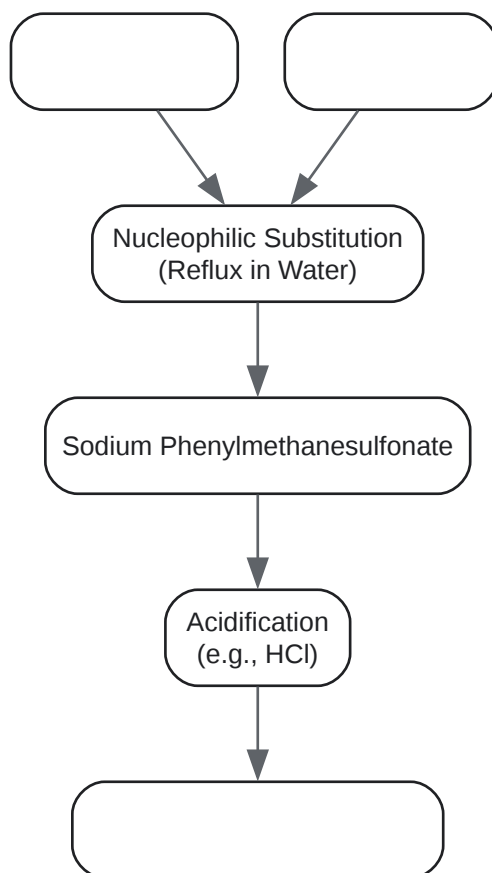 Nucleophilic Substitution
(Reflux in Water)
Sodium Phenylmethanesulfonate
Acidification
(e.g., HCl)